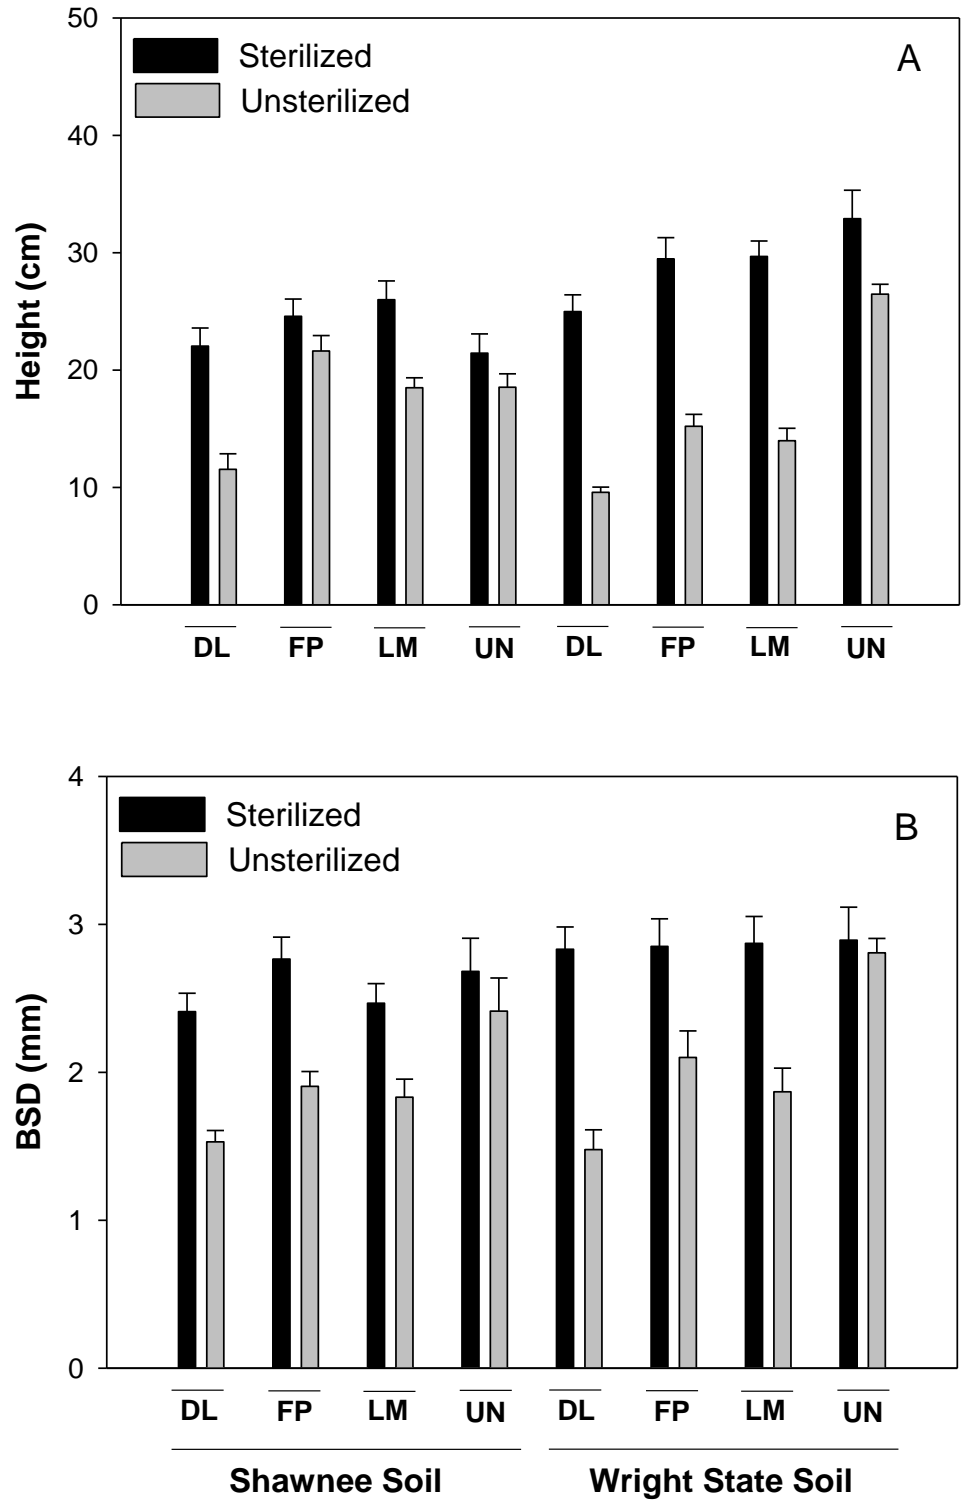 50
Sterilized
A
Unsterilized
40
30
Height (cm)
20
10
0
DL FP LM UN DL FP LM UN
4
Sterilized
B
Unsterilized
3
BSD (mm)
2
1
0
DL FP LM UN DL FP LM UN
Shawnee Soil Wright State Soil